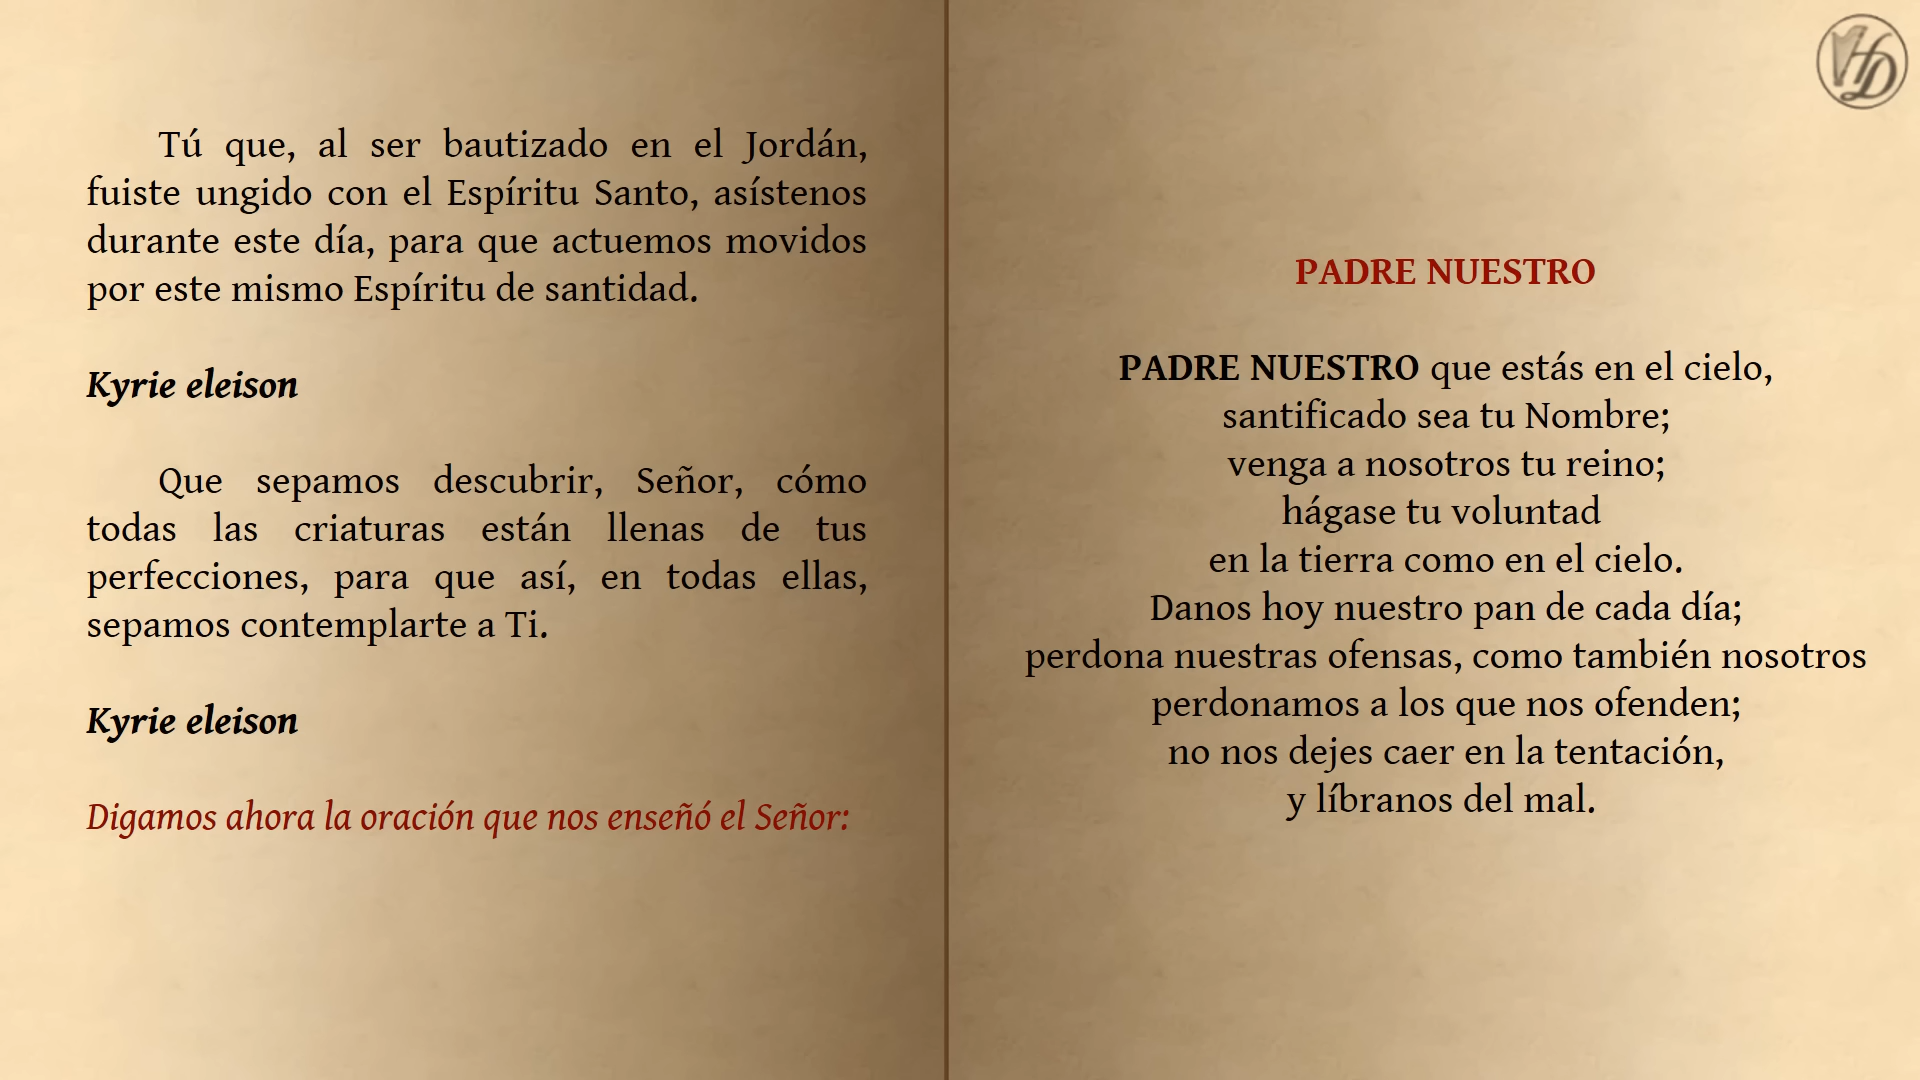 Tú que, al ser bautizado en el Jordán,
fuiste ungido con el Espíritu Santo, asístenos
durante este día, para que actuemos movidos
por este mismo Espíritu de santidad.
Kyrie eleison
Que sepamos descubrir, Señor, cómo
todas las criaturas están llenas de tus
perfecciones, para que así, en todas ellas,
sepamos contemplarte a Ti.
Kyrie eleison
Digamos ahora la oración que nos enseñó el Señor:
HD
PADRE NUESTRO
PADRE NUESTRO que estás en el cielo,
santificado sea tu Nombre;
venga a nosotros tu reino;
hágase tu voluntad
en la tierra como en el cielo.
Danos hoy nuestro pan de cada día;
perdona nuestras ofensas, como también nosotros
perdonamos a los que nos ofenden;
no nos dejes caer en la tentación,
y líbranos del mal.